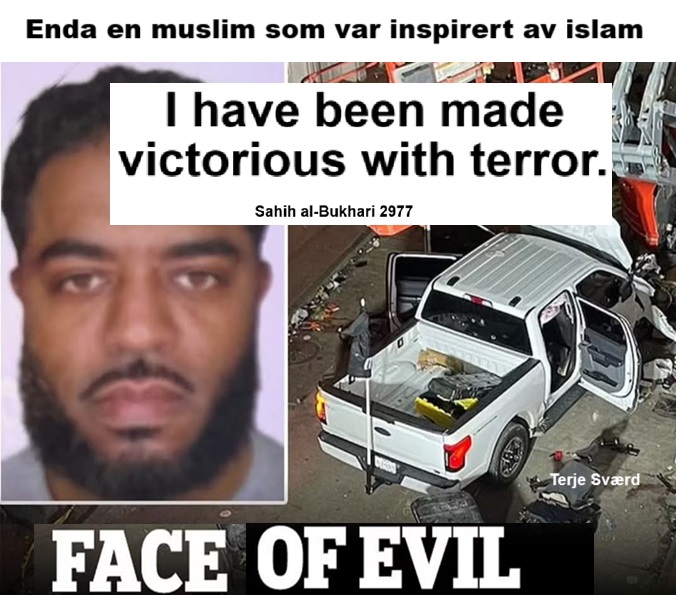 Enda en muslim som var inspirert av islam
I have been made
victorious with terror.
Sahih al-Bukhari 2977
Terje Sværd
FACE OF EVIL